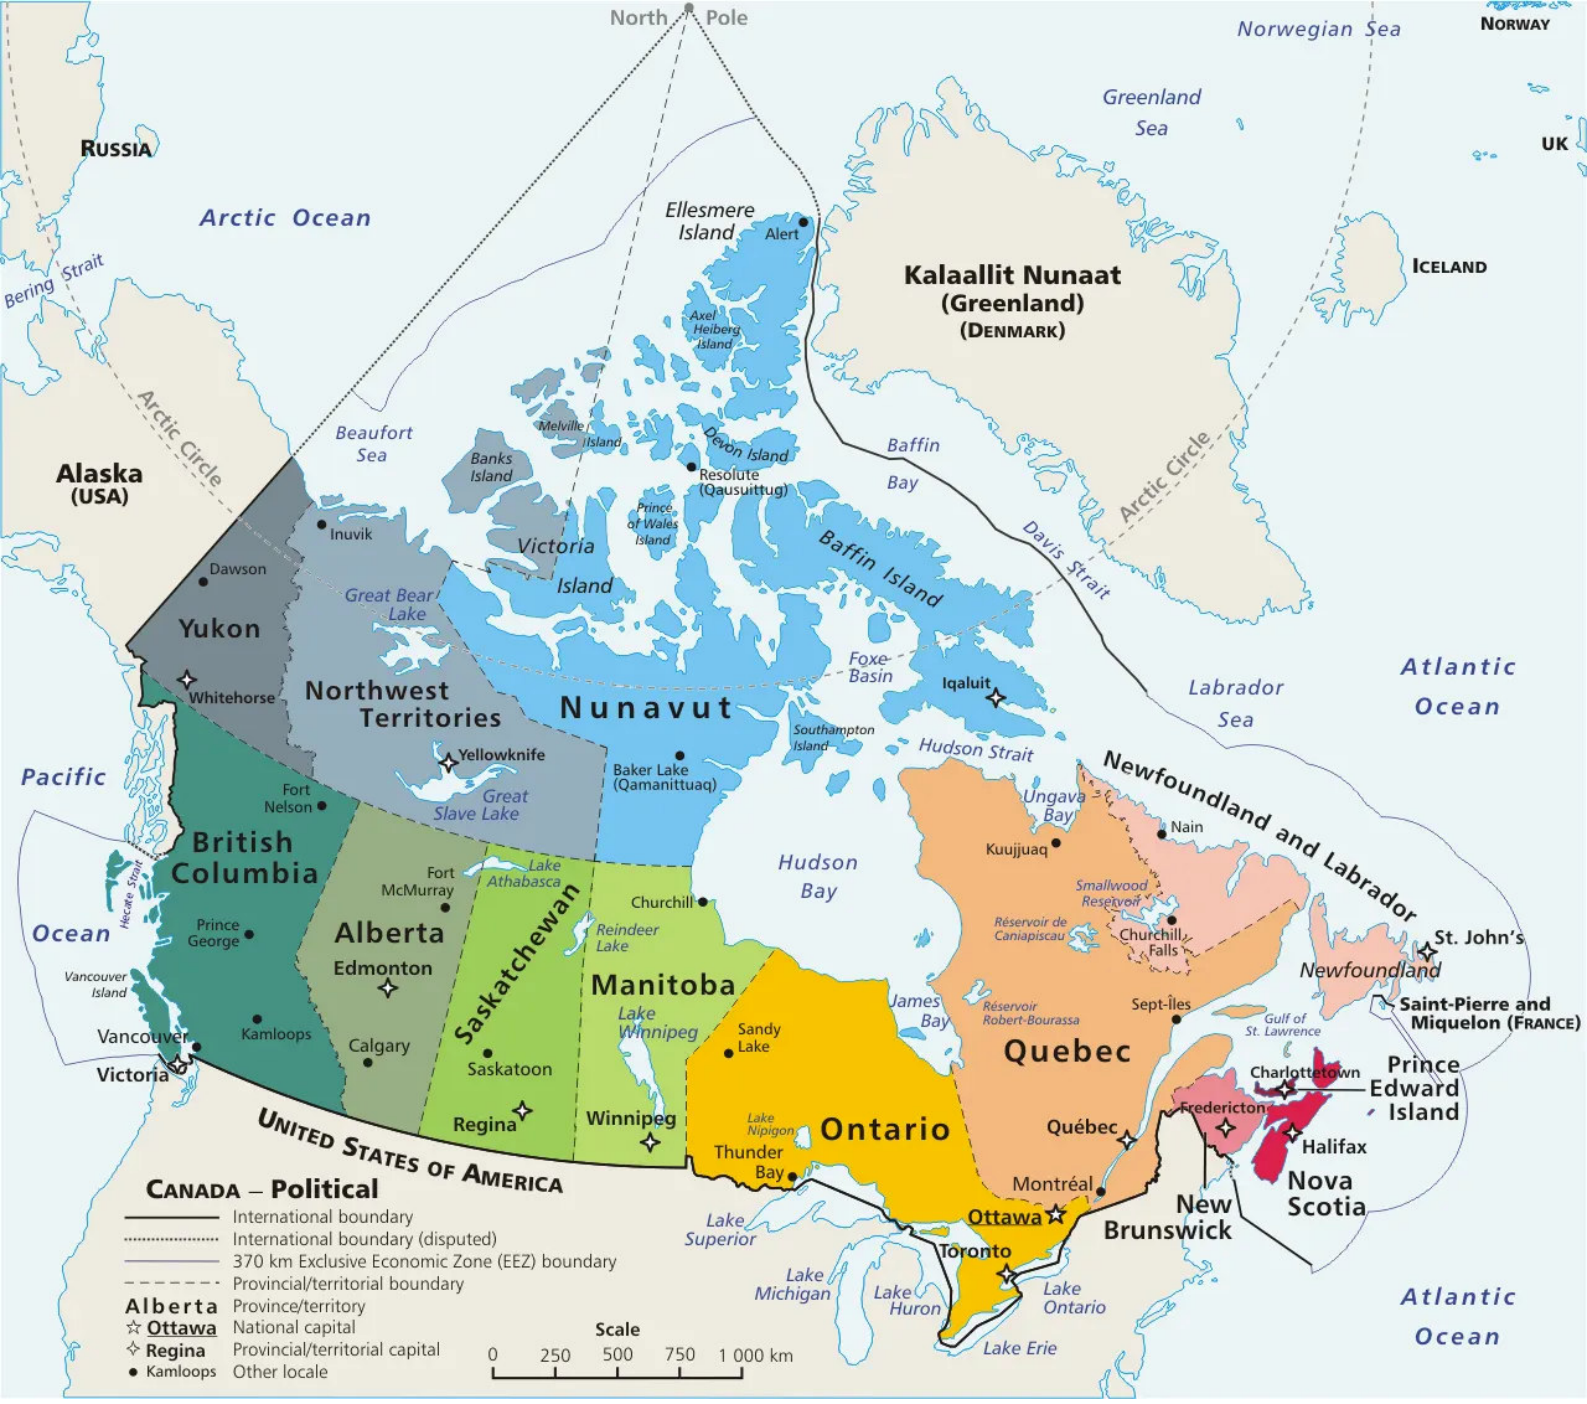 North Pole
Norwegian Sea
NORWAY
Greenland
Sea
RUSSIA
UK
Arctic Ocean
Ellesmere
Island
Alert
Bering Strait
Kalaallit Nunaat
(Greenland)
(DENMARK)
ICELAND
Axel
Heiberg
Island
Arctic Circle
Beaufort
Sea
Melville
Island
Devon Island
Baffin
Bay
Arctic Circle
Alaska
(USA)
Banks
Island
Resolute
(Qausuittug)
Prince
of Wales
Island
Inuvik
Victoria
Island
Baffin Island
Davis Strait
Dawson
Great Bear
Lake
Yukon
Whitehorse
Northwest
Territories
Nunavut
Foxe
Basin
Iqaluit
Labrador
Sea
Atlantic
Ocean
Southampton
Island
Hudson Strait
Yellowknife
Baker Lake
(Qamanittuaq)
Great
Slave Lake
Pacific
Ocean
Fort
Nelson
Ungava
Bay
Newfoundland and Labrador
Nain
Kuujjuaq
British
Columbia
Hecate Strait
Fort
McMurray
Lake
Athabasca
Hudson
Bay
Smallwood
Reservoir
Churchill
Réservoir de
Caniapiscau
Churchill
Falls
Prince
George
Alberta
Edmonton
Saskatchewan
Reindeer
Lake
St. John's
Newfoundland
Vancouver
Island
Manitoba
James
Bay
Réservoir
Robert-Bourassa
Sept-Îles
Saint-Pierre and
Miquelon (FRANCE)
Lake
Winnipeg
Gulf of
St. Lawrence
Vancouver
Kamloops
Calgary
Sandy
Lake
Quebec
Victoria
Saskatoon
Charlottetown
Prince
Edward
Island
Regina
Winnipeg
Lake
Nipigon
Ontario
Fredericton
Québec
Halifax
Thunder
Bay
Montréal
Nova
Scotia
New
Brunswick
UNITED STATES OF AMERICA
Ottawa
Lake
Superior
Toronto
Lake
Michigan
Lake
Huron
Lake
Ontario
Lake Erie
Atlantic
Ocean
CANADA – Political
International boundary
International boundary (disputed)
370 km Exclusive Economic Zone (EEZ) boundary
Provincial/territorial boundary
Alberta Province/territory
Ottawa National capital
Regina Provincial/territorial capital
Kamloops Other locale
Scale
0 250 500 750 1 000 km